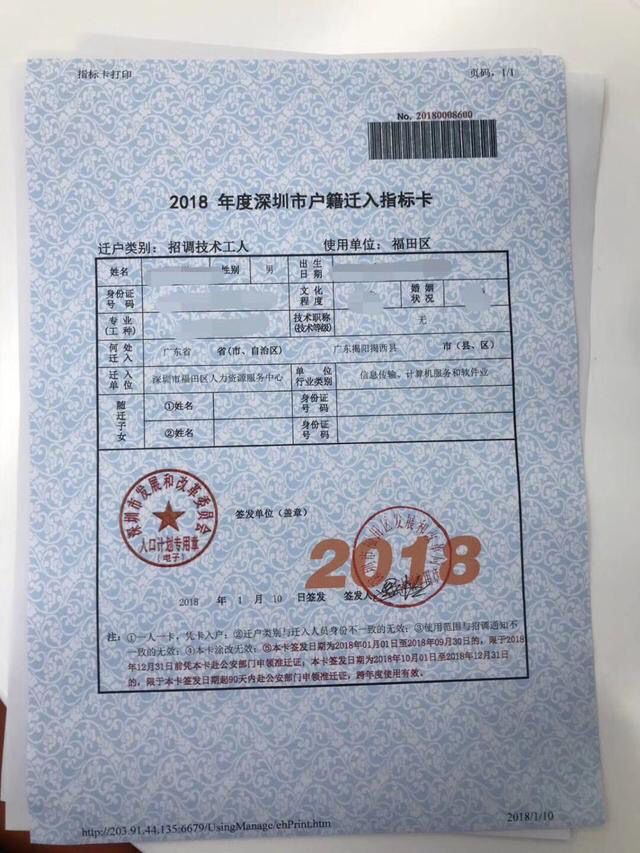 指标卡打印 页码，1/1
No. 20180008600
2018 年度深圳市户籍迁入指标卡
迁户类别： 招调技术工人 使用单位： 福田区
姓名 性别 男 出生日期
身份证号码 文化程度 婚姻状况
专业(工种) 技术职称(技术等级) 无
何处迁入 广东省 省(市、自治区) 广东揭阳揭西县 市（县、区）
迁入单位 深圳市福田区人力资源服务中心 单位行业类别 信息传输、计算机服务和软件业
随迁子女 ①姓名 身份证号码
②姓名 身份证号码
深圳市发展和改革委员会
人口计划专用章
(电子)
签发单位（盖章）
2018
2018 年 1 月 10 日签发 签发人：
注：①一人一卡，凭卡入户；②迁户类别与迁入人员身份不一致的无效；③使用范围与招调通知不
一致的无效；④本卡涂改无效；⑤本卡签发日期为2018年01月01日至2018年09月30日的，限于2018
年12月31日前凭本卡赴公安部门申领准迁证；本卡签发日期为2018年10月01日至2018年12月31日
的，限于本卡签发日期起90天内赴公安部门申领准迁证，跨年度使用有效。
http://203.91.44.135:6679/UsingManage/ehPrint.htm 2018/1/10